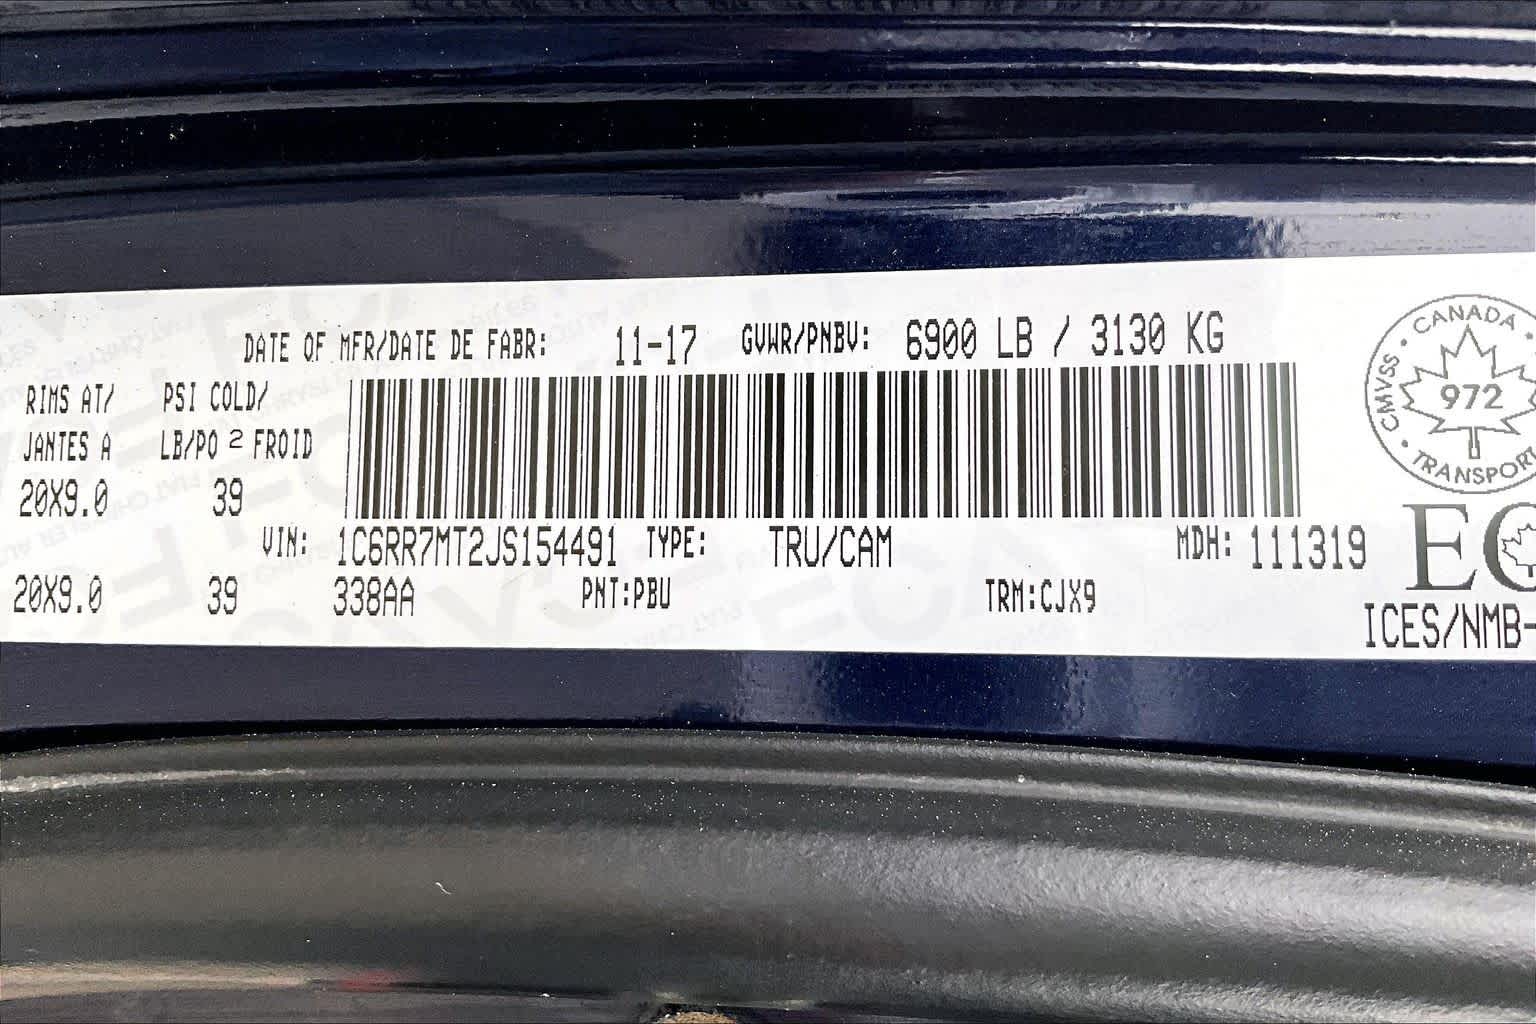 DATE OF MFR/DATE DE FABR: 11-17 GVWR/PNBV: 6900 LB / 3130 KG
RIMS AT/ PSI COLD/
JANTES A LB/PO 2 FROID
20X9.0 39
VIN: 1C6RR7MT2JS154491 TYPE: TRU/CAM MDH: 111319
20X9.0 39 338AA PNT:PBU TRM:CJX9
CANADA
CMVSS
972
TRANSPORT
EC
ICES/NMB-